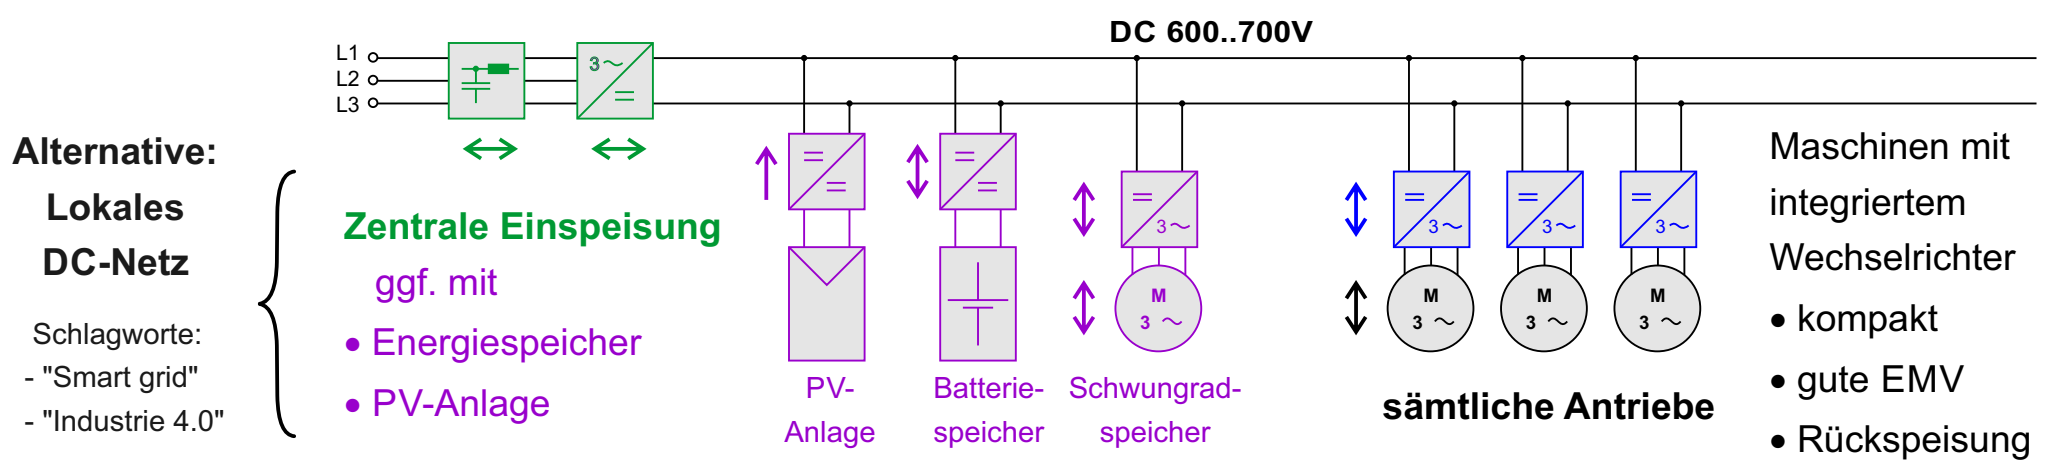 DC 600..700V
L1
L2
L3
3~
Alternative:
Lokales
DC-Netz
Schlagworte:
- "Smart grid"
- "Industrie 4.0"
Zentrale Einspeisung
ggf. mit
• Energiespeicher
• PV-Anlage
PV-
Anlage
Batterie-
speicher
3~
M
3 ~
Schwungrad-
speicher
3~
3~
3~
M
3 ~
M
3 ~
M
3 ~
sämtliche Antriebe
Maschinen mit
integriertem
Wechselrichter
• kompakt
• gute EMV
• Rückspeisung